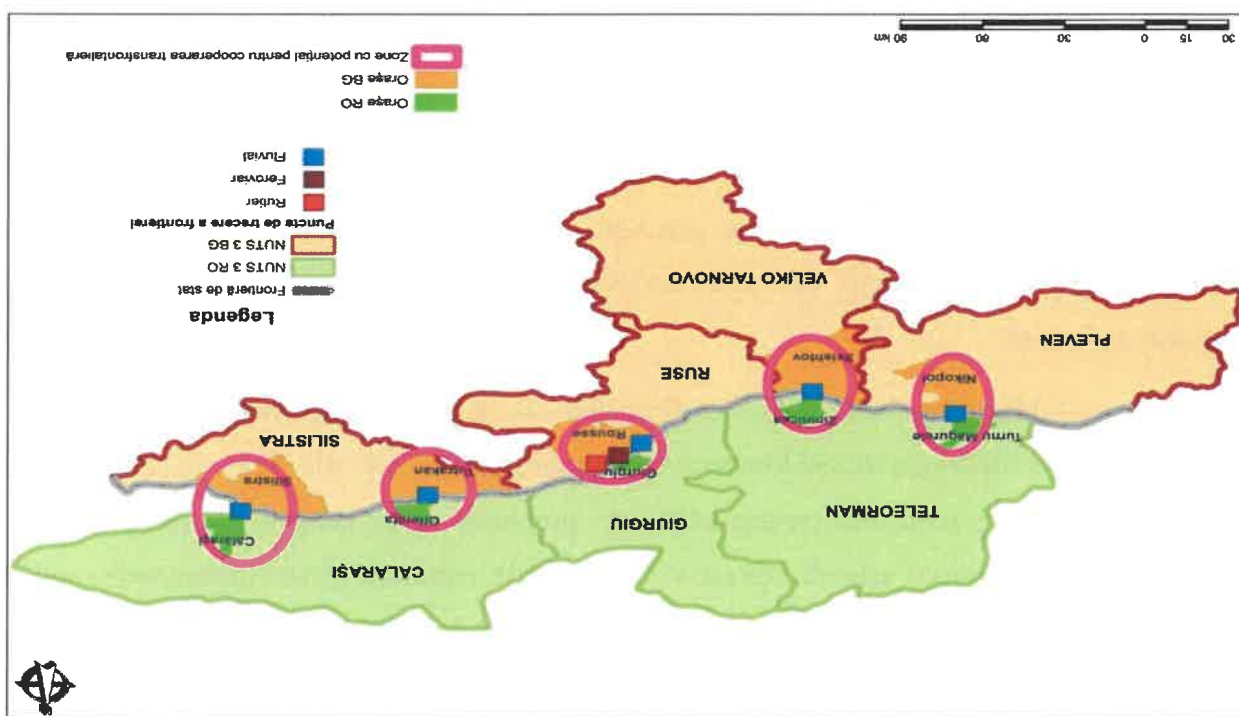 N
CALARAȘI
TELEORMAN
GIURGIU
Călărași
Oltenița
Giurgiu
Zimnicea
Turnu Măgurele
Silistra
Tutrakan
Rousse
Svishtov
Nikopol
SILISTRA
RUSE
PLEVEN
VELIKO TARNOVO
Legenda
Frontieră de stat
NUTS 3 RO
NUTS 3 BG
Puncte de trecere a frontierei
Rutier
Feroviar
Fluvial
Orașe RO
Orașe BG
Zone cu potențial pentru cooperarea transfrontalieră
30 15 0 30 60 90 km